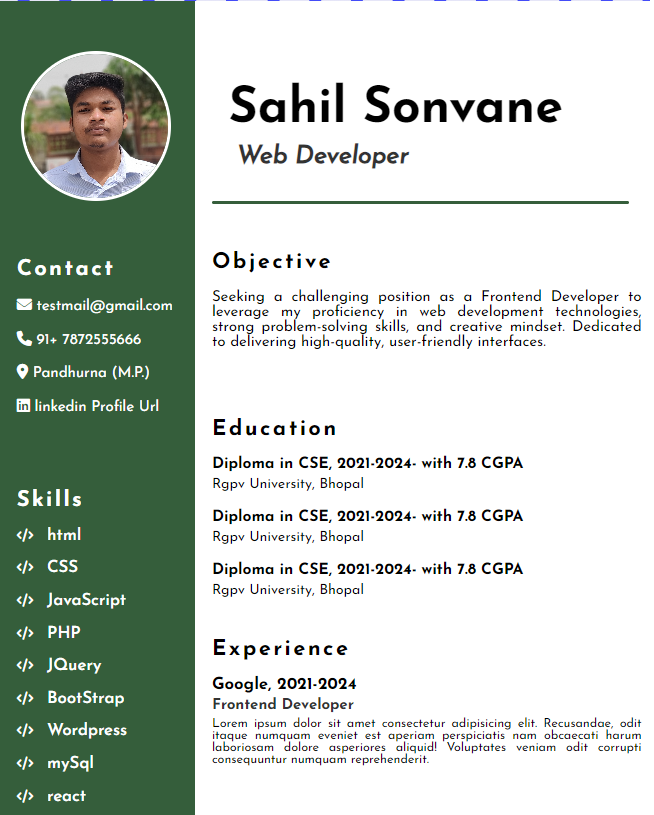 Sahil Sonvane
Web Developer
Contact
testmail@gmail.com
91+ 7872555666
Pandhurna (M.P.)
linkedin Profile Url
Skills
</> html
</> CSS
</> JavaScript
</> PHP
</> JQuery
</> BootStrap
</> Wordpress
</> mySql
</> react
Objective
Seeking a challenging position as a Frontend Developer to
leverage my proficiency in web development technologies,
strong problem-solving skills, and creative mindset. Dedicated
to delivering high-quality, user-friendly interfaces.
Education
Diploma in CSE, 2021-2024- with 7.8 CGPA
Rgpv University, Bhopal
Diploma in CSE, 2021-2024- with 7.8 CGPA
Rgpv University, Bhopal
Diploma in CSE, 2021-2024- with 7.8 CGPA
Rgpv University, Bhopal
Experience
Google, 2021-2024
Frontend Developer
Lorem ipsum dolor sit amet consectetur adipisicing elit. Recusandae, odit
itaque numquam eveniet est aperiam perspiciatis nam obcaecati harum
laboriosam dolore asperiores aliquid! Voluptates veniam odit corrupti
consequuntur numquam reprehenderit.